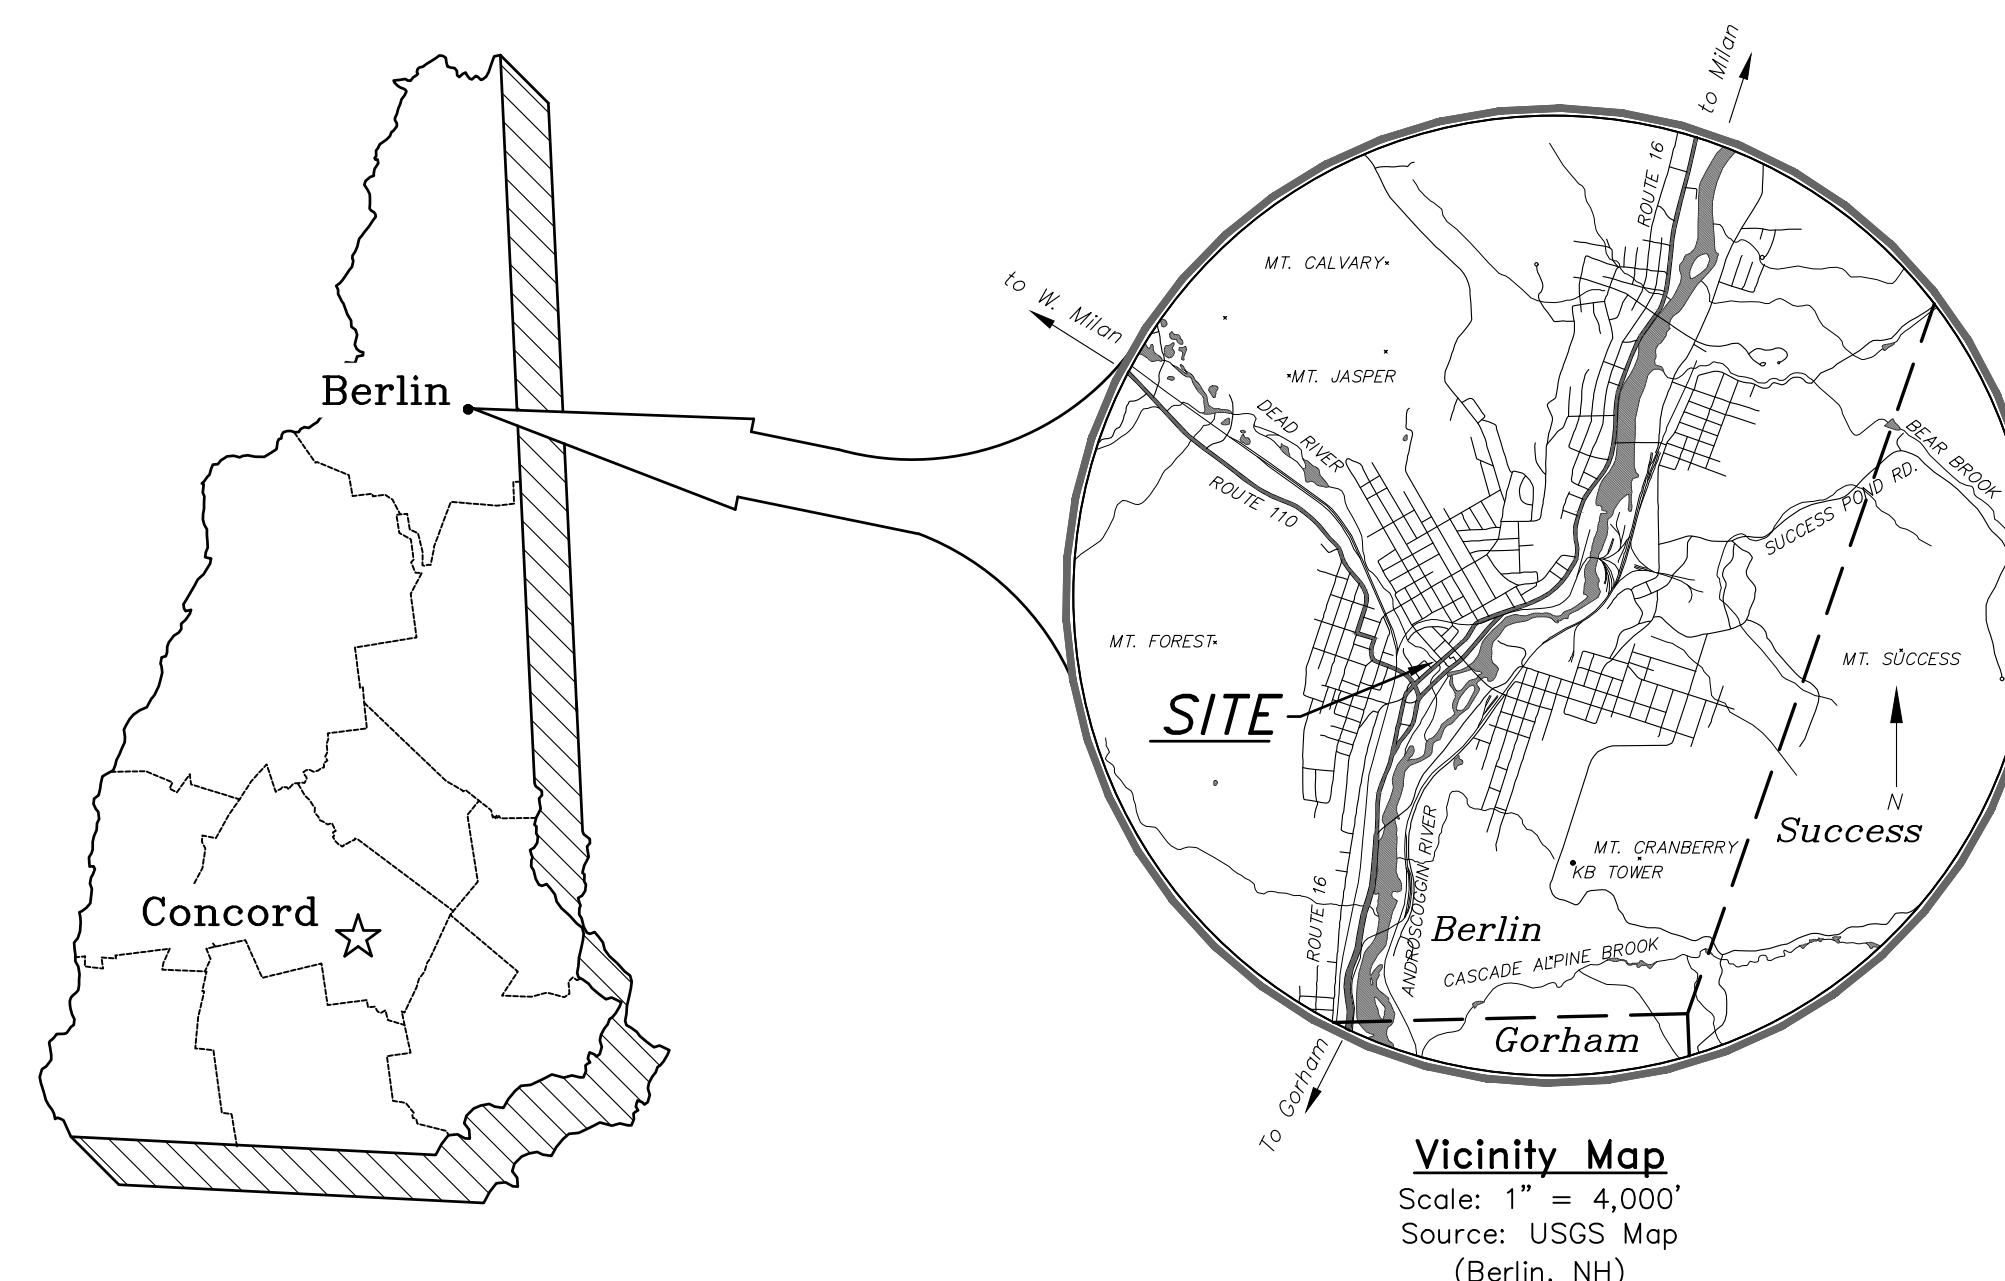 to Milan
ROUTE 16
MT. CALVARY
to W. Milan
MT. JASPER
Berlin
DEAD RIVER
BEAR BROOK
ROUTE 110
SUCCESS POND RD.
MT. FOREST
MT. SUCCESS
SITE
N
Success
MT. CRANBERRY
KB TOWER
Concord
ROUTE 16
ANDROSCOGGIN RIVER
Berlin
CASCADE ALPINE BROOK
Gorham
To Gorham
Vicinity Map
Scale: 1" = 4,000'
Source: USGS Map
(Berlin, NH)